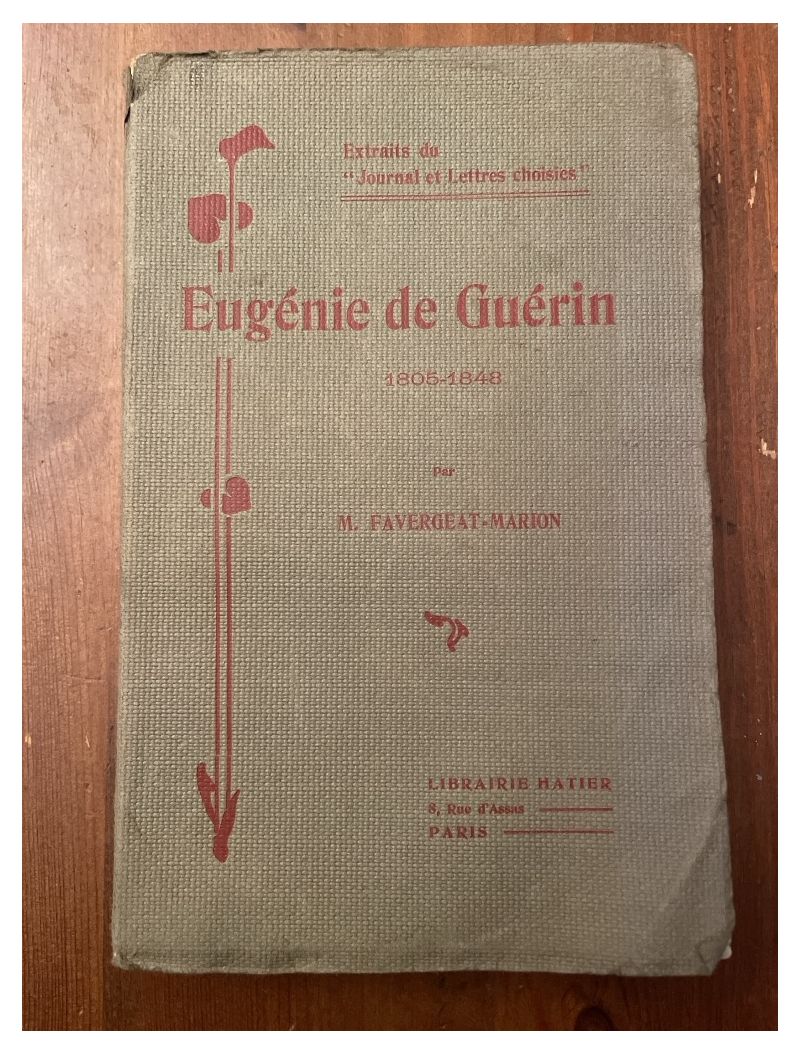 Extraits du
"Journal et Lettres choisies"
Eugénie de Guérin
1805-1848
Par
M. FAVERGEAT-MARION
LIBRAIRIE HATIER
8, Rue d'Assas
PARIS